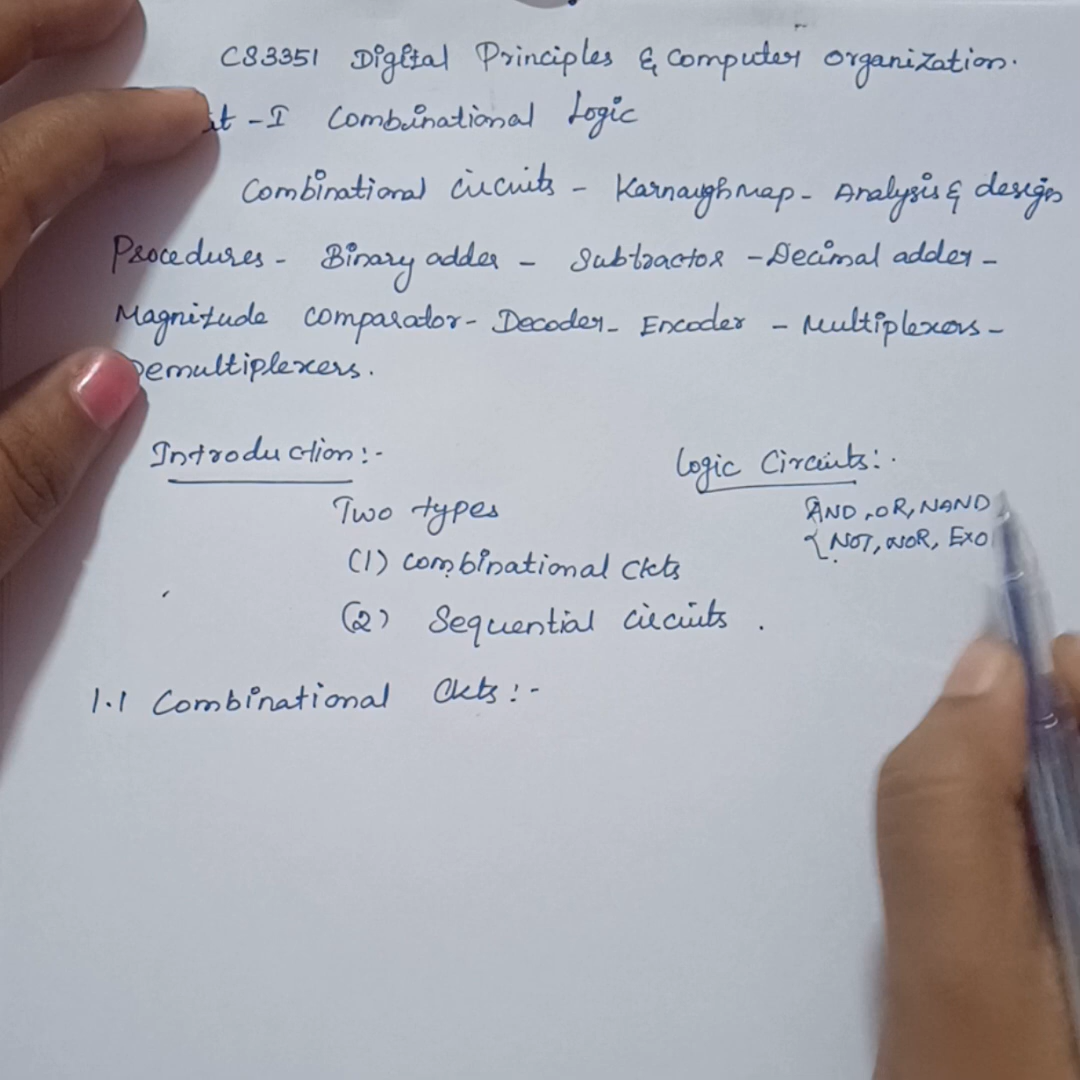 CS3351 Digital Principles & Computer Organization.
it - I Combinational Logic
Combinational circuits - Karnaugh map - Analysis & design
Procedures - Binary adder - Subtractor - Decimal adder -
Magnitude comparator - Decoder - Encoder - Multiplexers -
Demultiplexers.
Introduction :-
Logic Circuits :.
Two types
AND, OR, NAND
{ NOT, NOR, EXO
(1) combinational ckts
(2) Sequential circuits .
1.1 Combinational Ckts :-